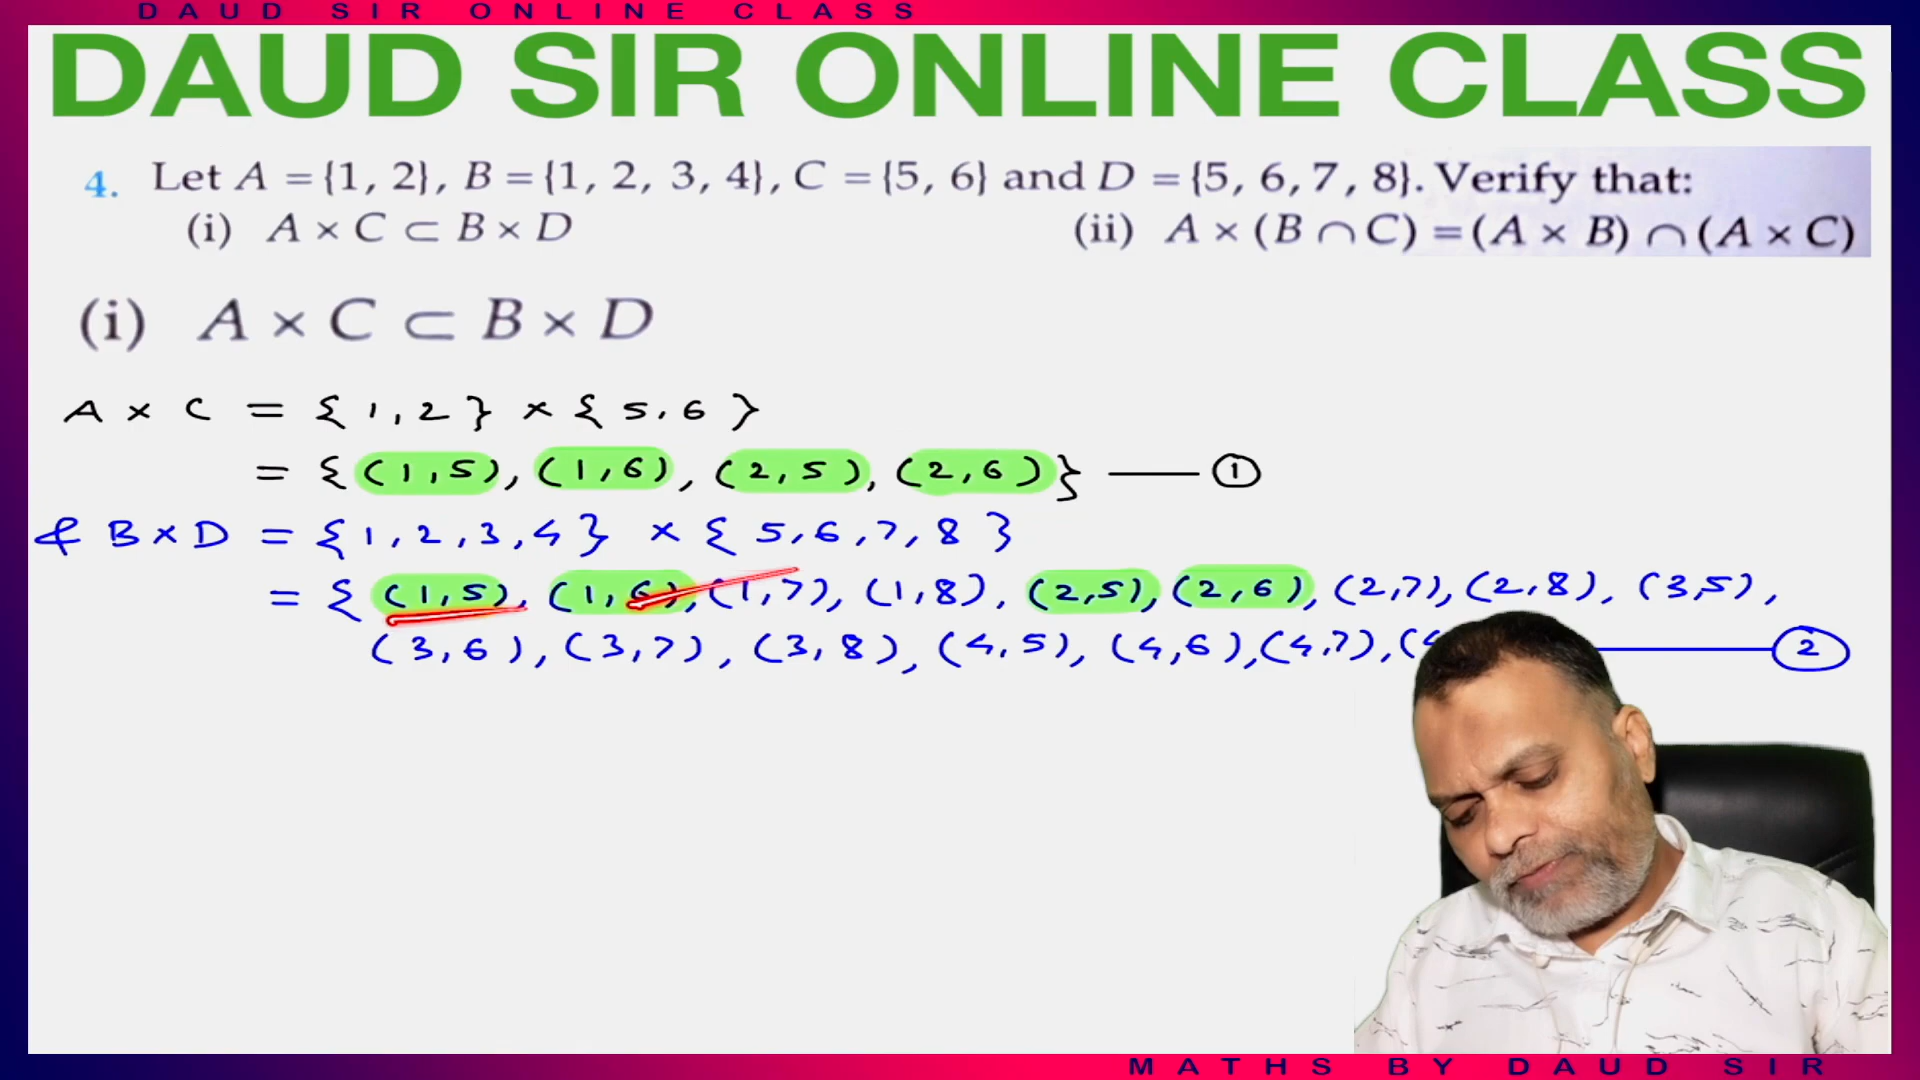 DAUD SIR ONLINE CLASS
DAUD SIR ONLINE CLASS
4. Let A = {1, 2}, B = {1, 2, 3, 4}, C = {5, 6} and D = {5, 6, 7, 8}. Verify that:
(i) A × C ⊂ B × D (ii) A × (B ∩ C) = (A × B) ∩ (A × C)
(i) A × C ⊂ B × D
A × C = {1,2} × {5,6}
= {(1,5), (1,6), (2,5), (2,6)} —— ①
& B×D = {1,2,3,4} × {5,6,7,8}
= {(1,5), (1,6), (1,7), (1,8), (2,5), (2,6), (2,7), (2,8), (3,5),
(3,6), (3,7), (3,8), (4,5), (4,6), (4,7), (4 —— ②
MATHS BY DAUD SIR